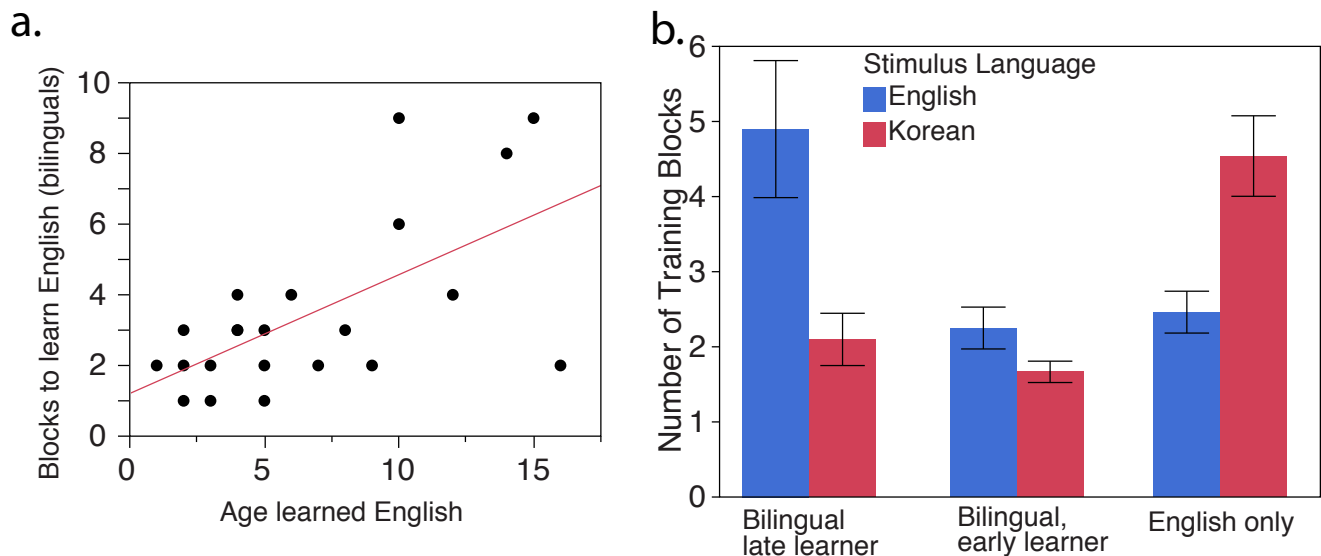 a.
Blocks to learn English (bilinguals)
10
8
6
4
2
0
0 5 10 15
Age learned English
b.
Number of Training Blocks
6
5
4
3
2
1
0
Stimulus Language
English
Korean
Bilingual
late learner
Bilingual,
early learner
English only